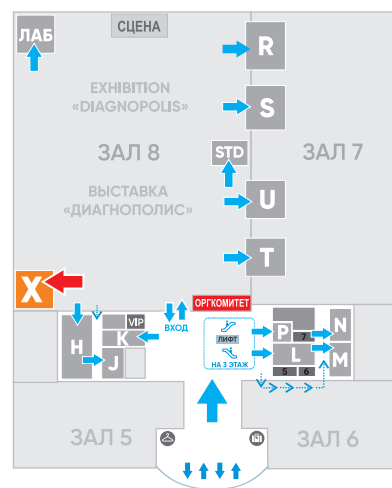 СЦЕНА
ЛАБ
R
EXHIBITION
«DIAGNOPOLIS»
S
ЗАЛ 8
STD
ЗАЛ 7
ВЫСТАВКА
«ДИАГНОПОЛИС»
U
T
X
ОРГКОМИТЕТ
VIP
ВХОД
H
K
J
ЛИФТ
НА 3 ЭТАЖ
P
7
N
L
M
5
6
ЗАЛ 5
ЗАЛ 6